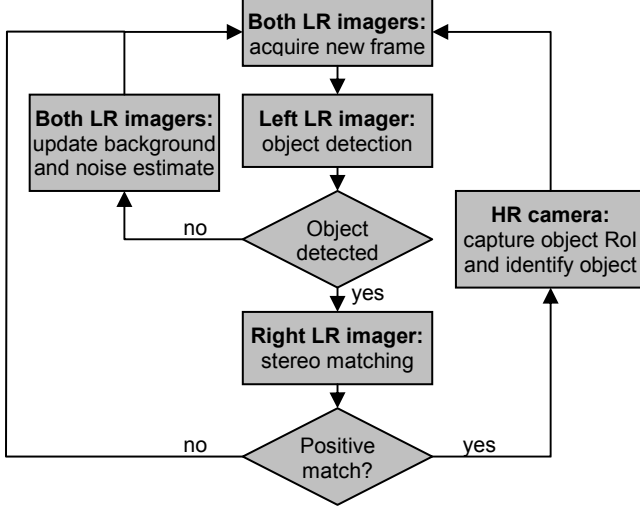 Both LR imagers:
acquire new frame
Both LR imagers:
update background
and noise estimate
Left LR imager:
object detection
no
Object
detected
yes
HR camera:
capture object RoI
and identify object
Right LR imager:
stereo matching
no
Positive
match?
yes